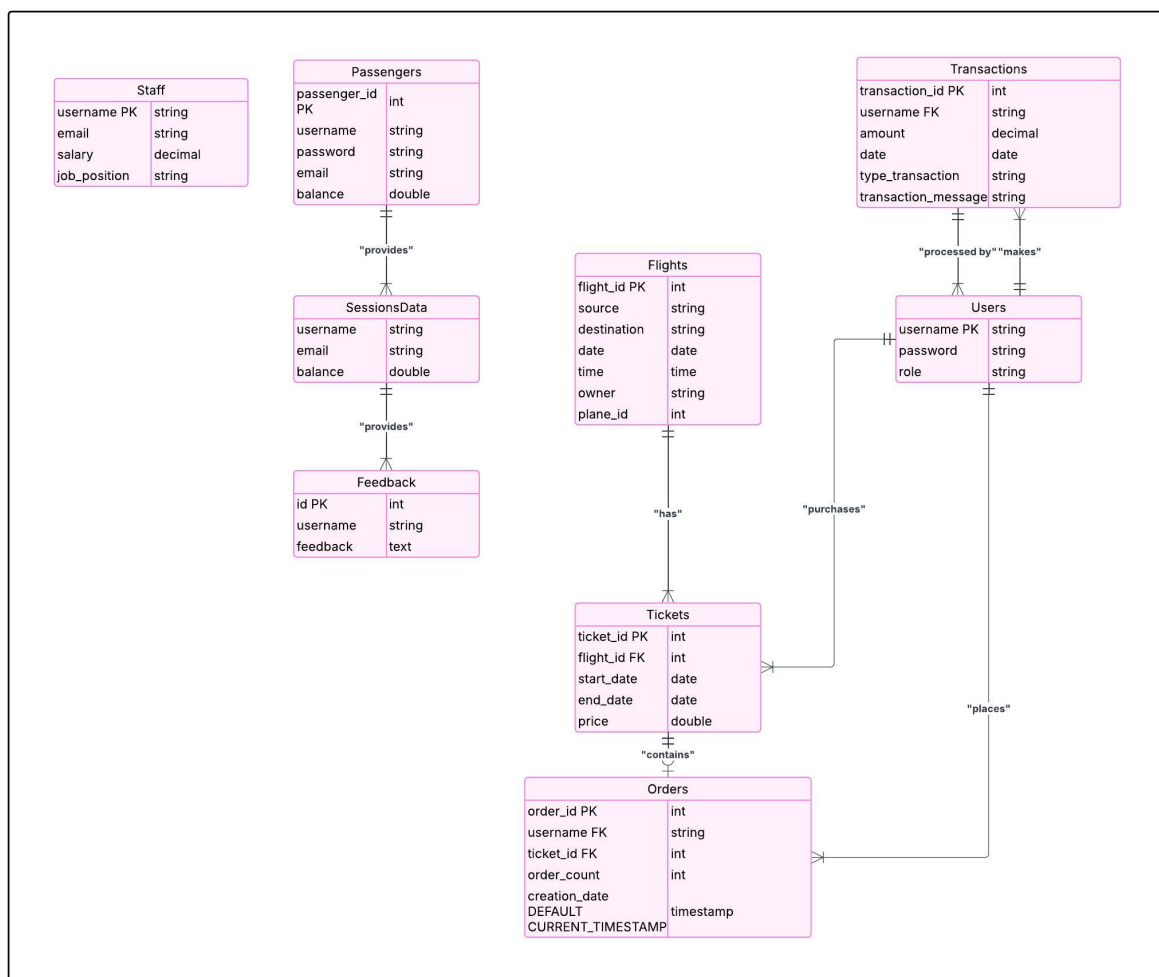 Staff
username PK string
email string
salary decimal
job_position string
Passengers
passenger_id
PK int
username string
password string
email string
balance double
Transactions
transaction_id PK int
username FK string
amount decimal
date date
type_transaction string
transaction_message string
"provides"
"processed by" "makes"
SessionsData
username string
email string
balance double
Flights
flight_id PK int
source string
destination string
date date
time time
owner string
plane_id int
Users
username PK string
password string
role string
"provides"
Feedback
id PK int
username string
feedback text
"has"
"purchases"
Tickets
ticket_id PK int
flight_id FK int
start_date date
end_date date
price double
"places"
"contains"
Orders
order_id PK int
username FK string
ticket_id FK int
order_count int
creation_date
DEFAULT timestamp
CURRENT_TIMESTAMP